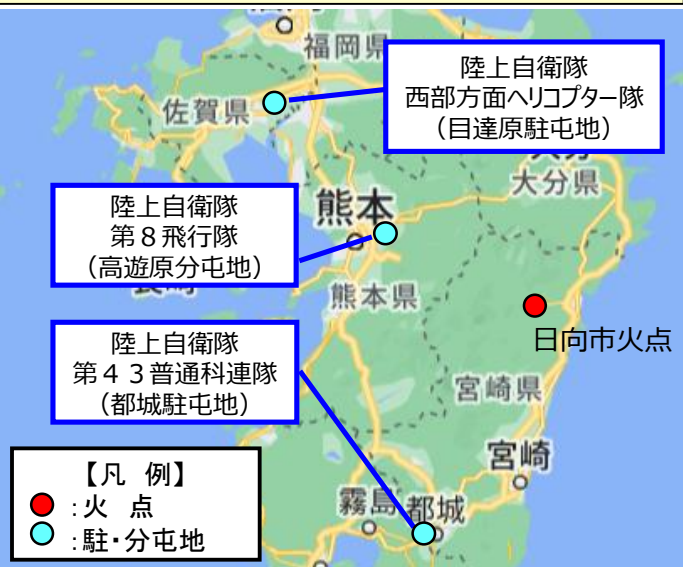 福岡県
陸上自衛隊
西部方面ヘリコプター隊
（目達原駐屯地）
佐賀県
大分県
陸上自衛隊
第８飛行隊
（高遊原分屯地）
熊本
熊本県
日向市火点
陸上自衛隊
第４３普通科連隊
（都城駐屯地）
宮崎県
宮崎
霧島
都城
【凡 例】
：火 点
：駐・分屯地